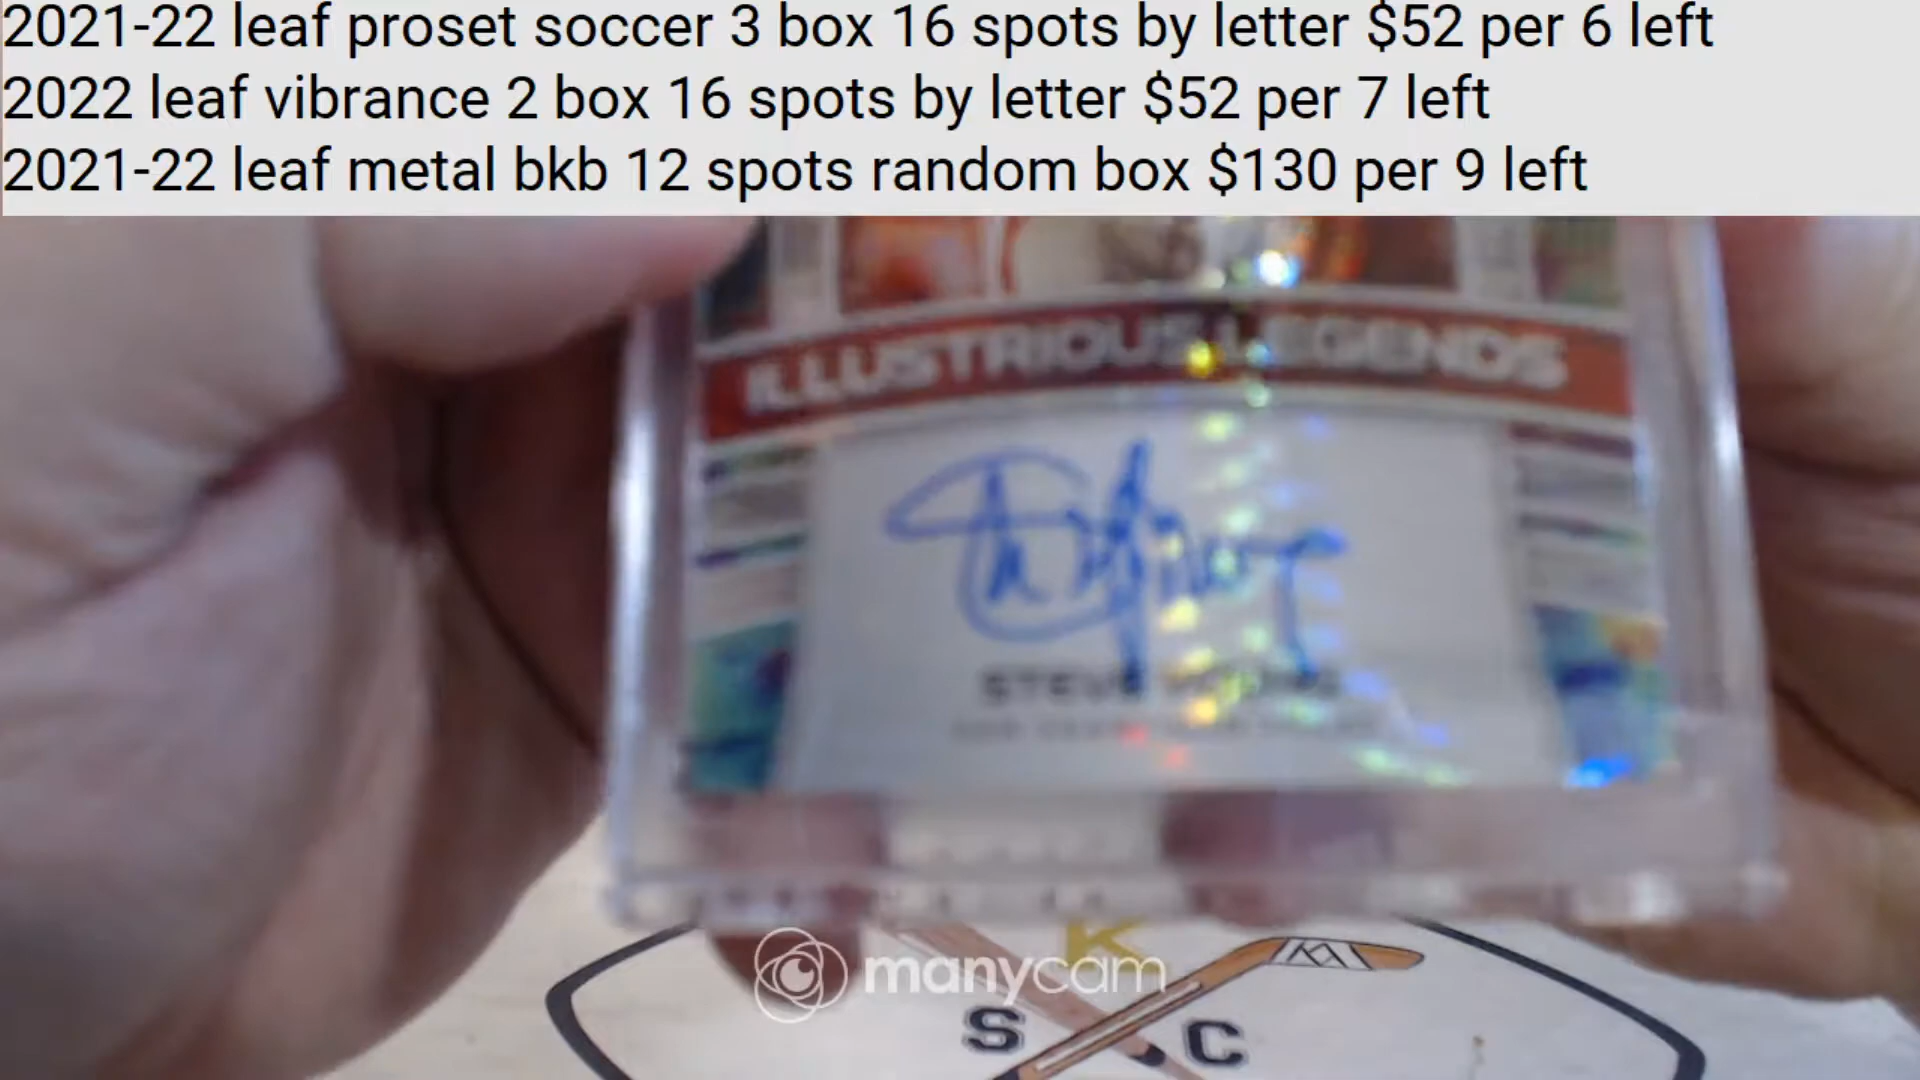 2021-22 leaf proset soccer 3 box 16 spots by letter $52 per 6 left
2022 leaf vibrance 2 box 16 spots by letter $52 per 7 left
2021-22 leaf metal bkb 12 spots random box $130 per 9 left
ILLUSTRIOUS LEGENDS
STEVE
manycam
K
S C